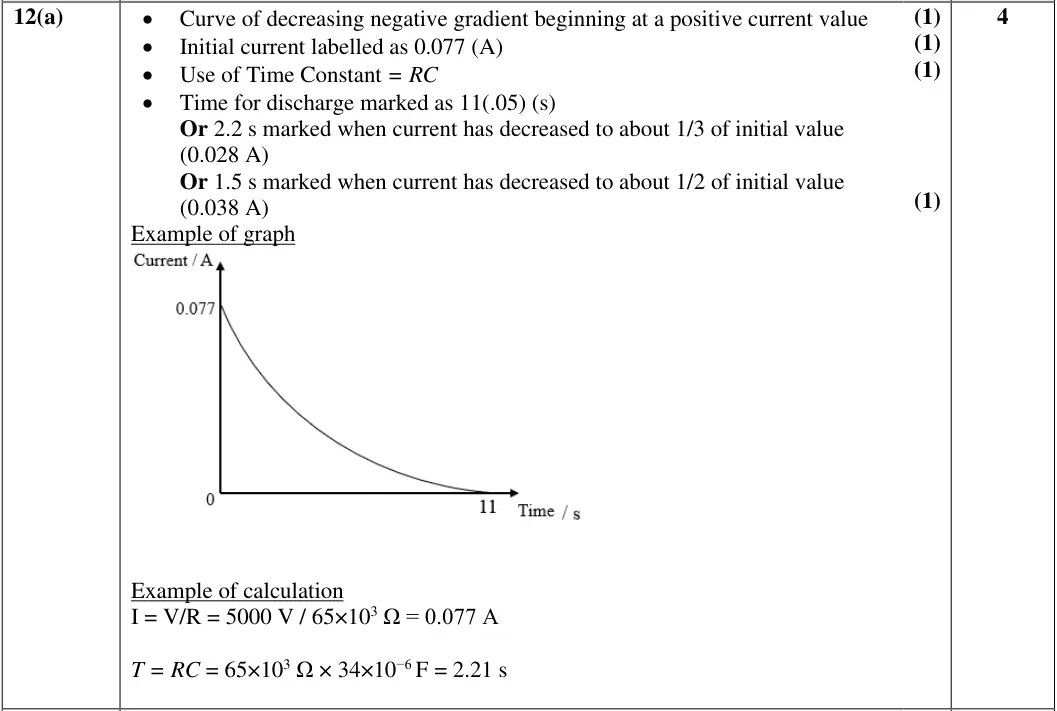 12(a)
• Curve of decreasing negative gradient beginning at a positive current value (1) 4
• Initial current labelled as 0.077 (A) (1)
• Use of Time Constant = RC (1)
• Time for discharge marked as 11(.05) (s)
Or 2.2 s marked when current has decreased to about 1/3 of initial value
(0.028 A)
Or 1.5 s marked when current has decreased to about 1/2 of initial value
(0.038 A) (1)
Example of graph
Current / A
0.077
0
11 Time / s
Example of calculation
I = V/R = 5000 V / 65×10³ Ω = 0.077 A
T = RC = 65×10³ Ω × 34×10⁻⁶ F = 2.21 s